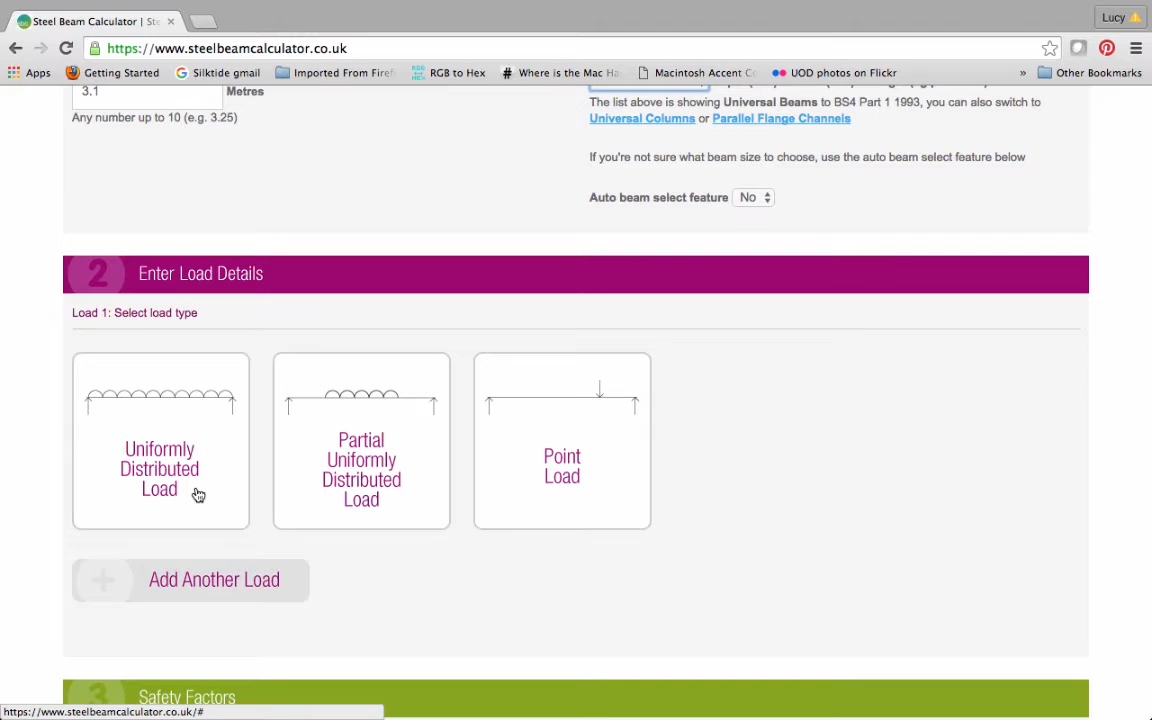 Steel Beam Calculator | Ste
Lucy
https://www.steelbeamcalculator.co.uk
Apps
Getting Started
Silktide gmail
Imported From Firef
RGB to Hex
# Where is the Mac Ha
Macintosh Accent Co
UOD photos on Flickr
»
Other Bookmarks
3.1
Metres
Any number up to 10 (e.g. 3.25)
The list above is showing Universal Beams to BS4 Part 1 1993, you can also switch to
Universal Columns or Parallel Flange Channels
If you're not sure what beam size to choose, use the auto beam select feature below
Auto beam select feature No
2 Enter Load Details
Load 1: Select load type
Uniformly
Distributed
Load
Partial
Uniformly
Distributed
Load
Point
Load
+ Add Another Load
3 Safety Factors
https://www.steelbeamcalculator.co.uk/#